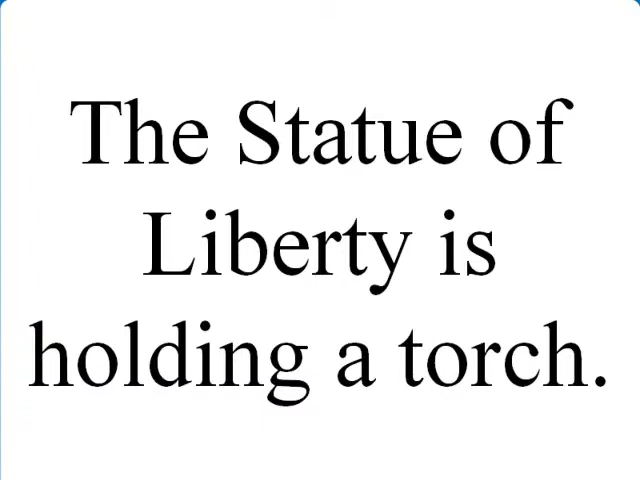 The Statue of
Liberty is
holding a torch.